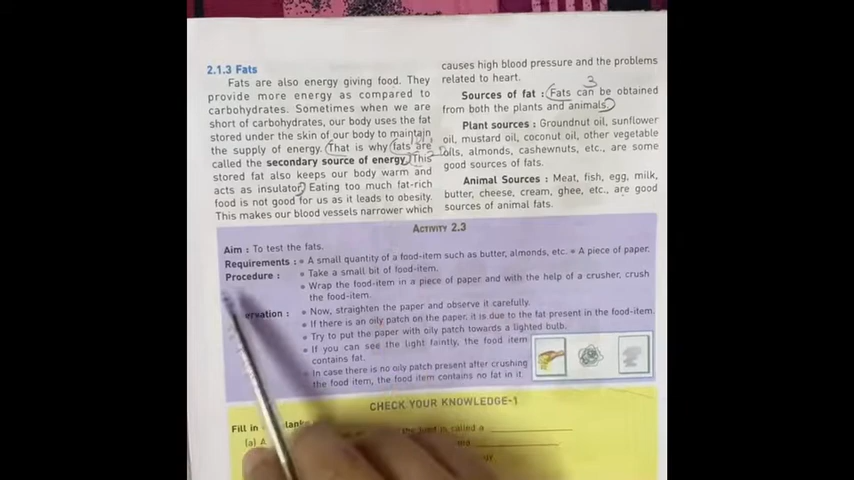 2.1.3 Fats
Fats are also energy giving food. They
provide more energy as compared to
carbohydrates. Sometimes when we are
short of carbohydrates, our body uses the fat
stored under the skin of our body to maintain
the supply of energy. That is why fats are
called the secondary source of energy. This
stored fat also keeps our body warm and
acts as insulator. Eating too much fat-rich
food is not good for us as it leads to obesity.
This makes our blood vessels narrower which
causes high blood pressure and the problems
related to heart.
3
Sources of fat : Fats can be obtained
from both the plants and animals.
Plant sources : Groundnut oil, sunflower
oil, mustard oil, coconut oil, other vegetable
oils, almonds, cashewnuts, etc., are some
good sources of fats.
Animal Sources : Meat, fish, egg, milk,
butter, cheese, cream, ghee, etc., are good
sources of animal fats.
ACTIVITY 2.3
Aim : To test the fats.
Requirements : • A small quantity of a food-item such as butter, almonds, etc. • A piece of paper.
Procedure : • Take a small bit of food-item.
• Wrap the food-item in a piece of paper and with the help of a crusher, crush
the food-item.
ervation : • Now, straighten the paper and observe it carefully.
• If there is an oily patch on the paper, it is due to the fat present in the food-item.
• Try to put the paper with oily patch towards a lighted bulb.
• If you can see the light faintly, the food item
contains fat.
• In case there is no oily patch present after crushing
the food item, the food item contains no fat in it.
CHECK YOUR KNOWLEDGE-1
Fill in lanks
(a) A is called a